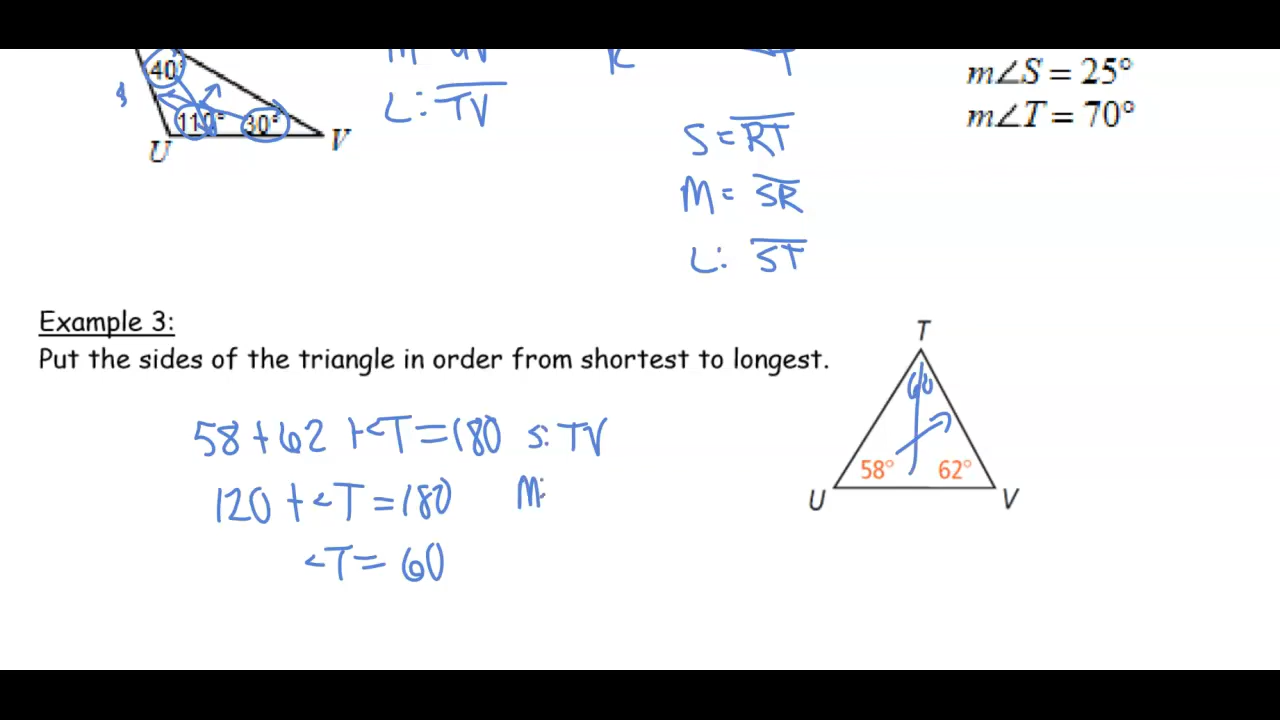 40°
110°
30°
U
V
L: TV
R
T
S = RT
M = SR
L: ST
m∠S = 25°
m∠T = 70°
Example 3:
Put the sides of the triangle in order from shortest to longest.
58 + 62 + <T = 180 S: TV
120 + <T = 180 M:
<T = 60
T
60
58° 62°
U V